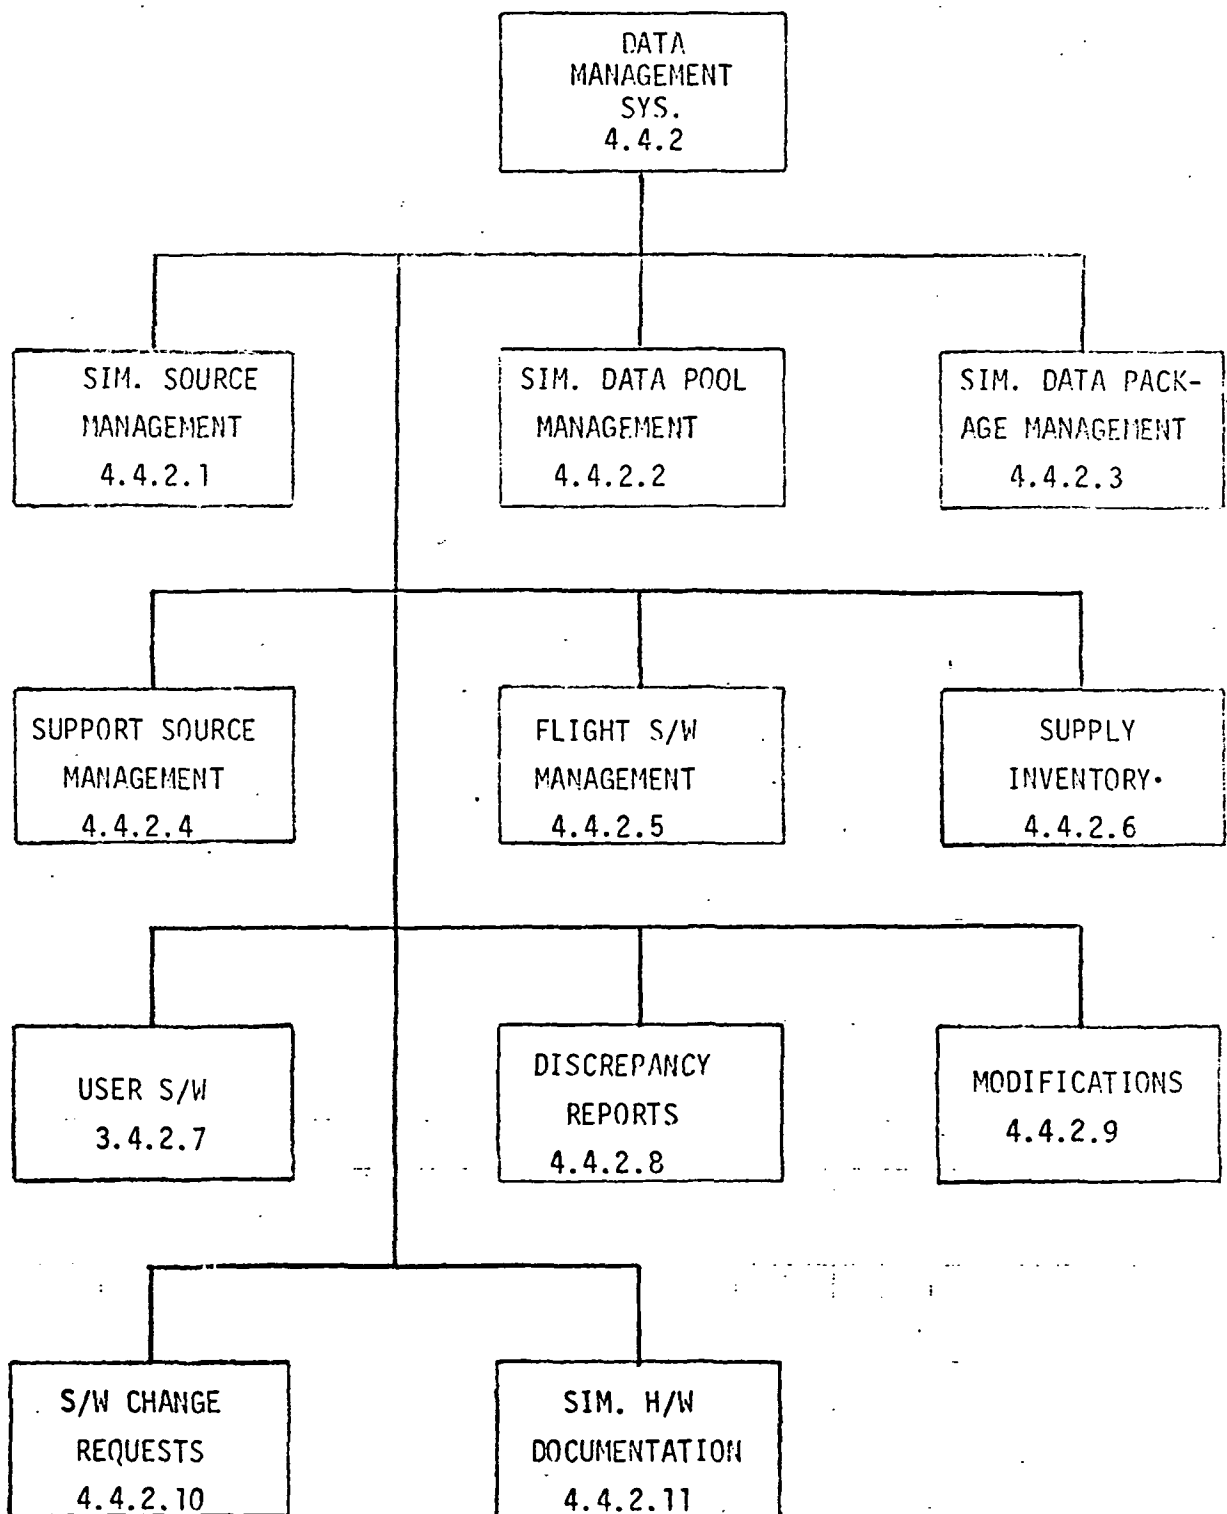 DATA
MANAGEMENT
SYS.
4.4.2
SIM. SOURCE
MANAGEMENT
4.4.2.1
SIM. DATA POOL
MANAGEMENT
4.4.2.2
SIM. DATA PACK-
AGE MANAGEMENT
4.4.2.3
SUPPORT SOURCE
MANAGEMENT
4.4.2.4
FLIGHT S/W
MANAGEMENT
4.4.2.5
SUPPLY
INVENTORY
4.4.2.6
USER S/W
3.4.2.7
DISCREPANCY
REPORTS
4.4.2.8
MODIFICATIONS
4.4.2.9
S/W CHANGE
REQUESTS
4.4.2.10
SIM. H/W
DOCUMENTATION
4.4.2.11